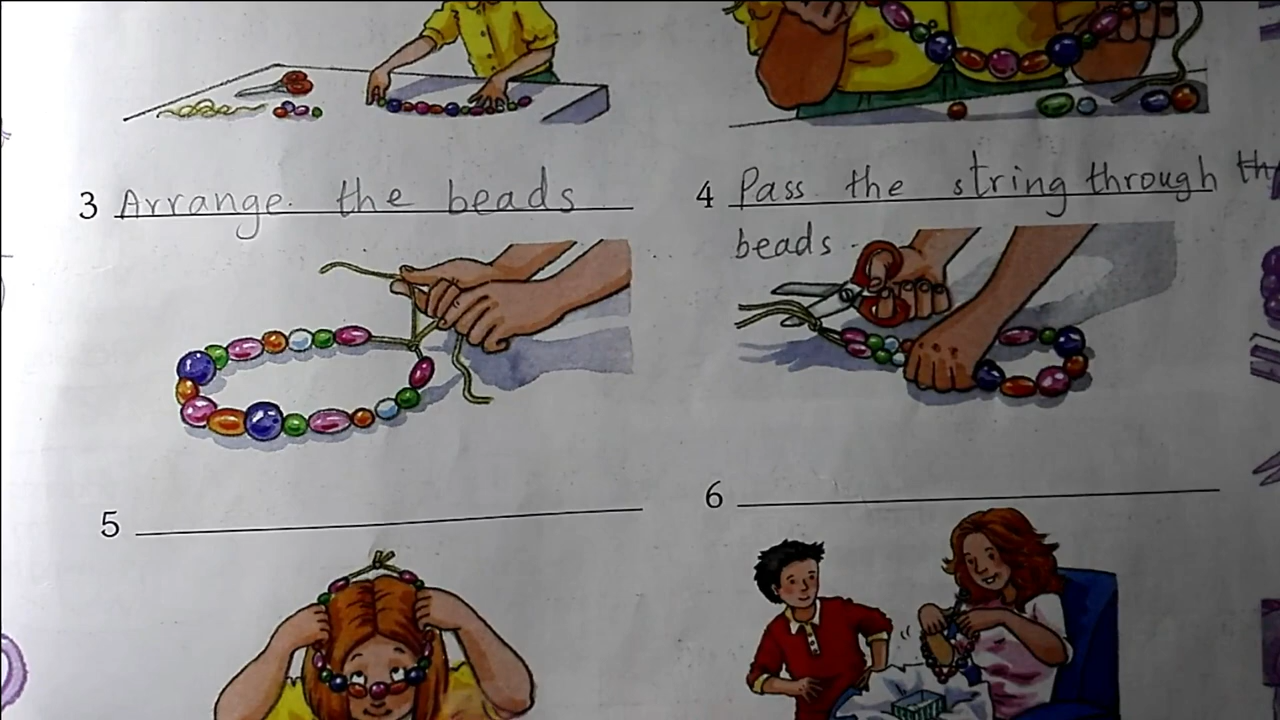 3 Arrange. the beads
4 Pass the string through
beads.
5
6